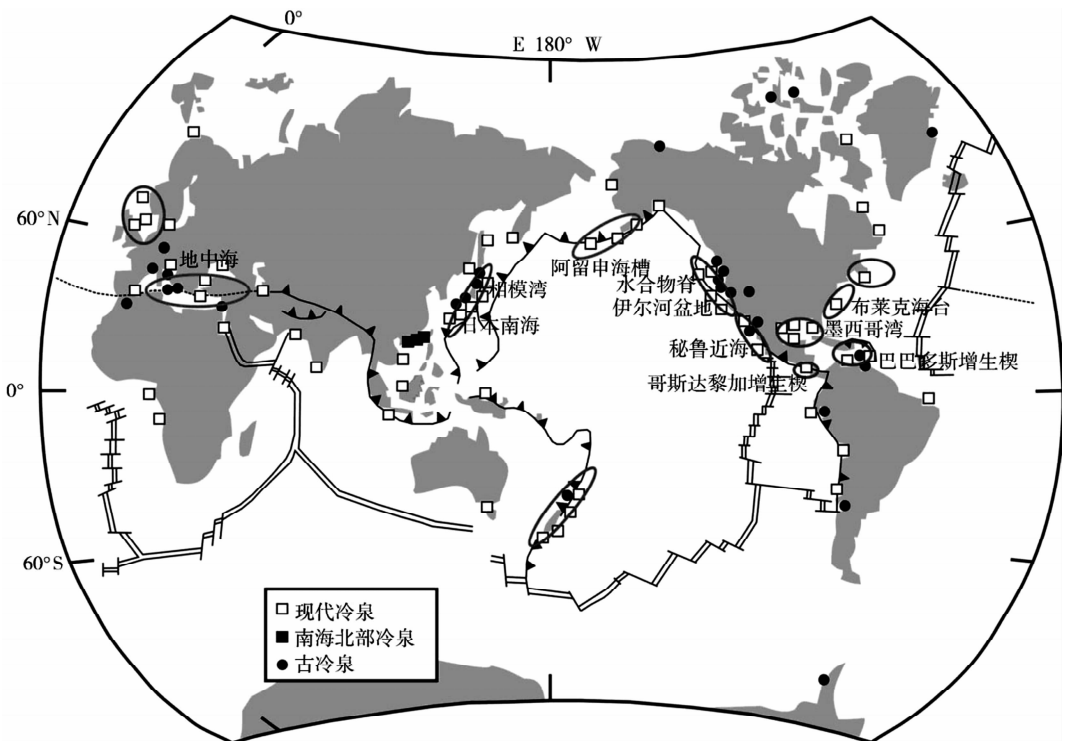 0°
E 180° W
60°N
地中海
阿留申海槽
水合物脊
相模湾
伊尔河盆地
布莱克海台
日本南海
墨西哥湾
秘鲁近海
巴巴多斯增生楔
哥斯达黎加增生楔
0°
60°S
现代冷泉
南海北部冷泉
古冷泉